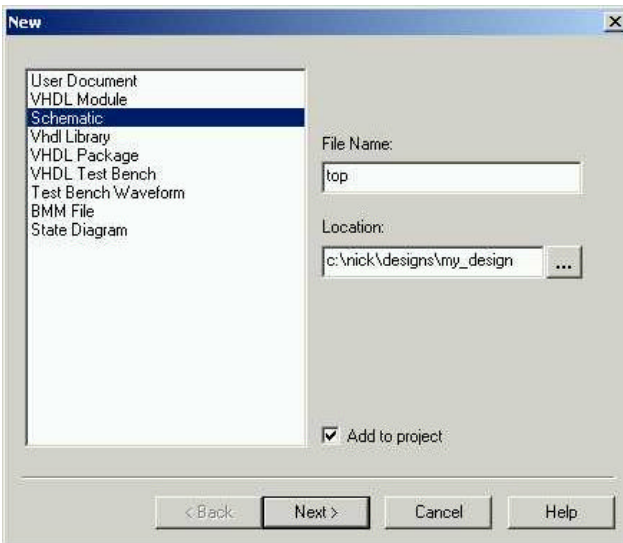 New
User Document
VHDL Module
Schematic
Vhdl Library
VHDL Package
VHDL Test Bench
Test Bench Waveform
BMM File
State Diagram
File Name:
top
Location:
c:\nick\designs\my_design
...
Add to project
< Back
Next >
Cancel
Help